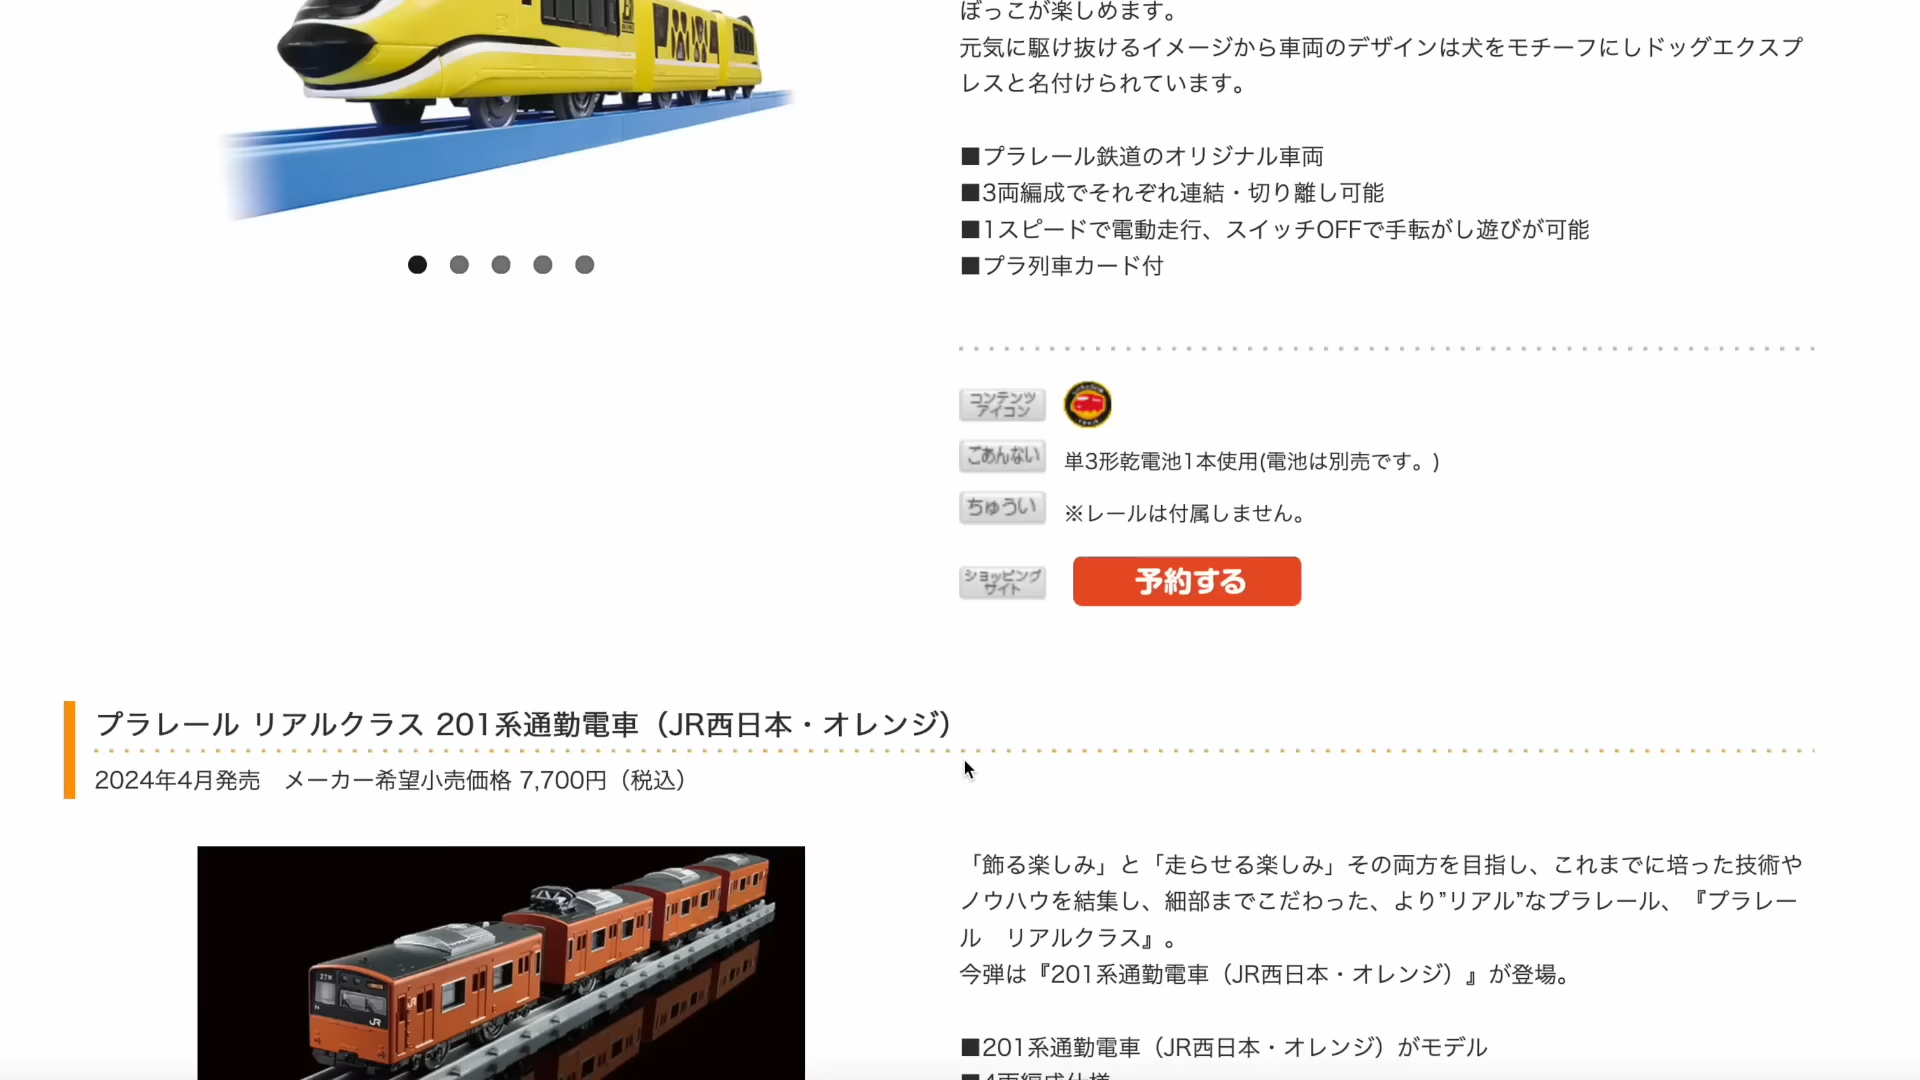 ぼっこが楽しめます。
元気に駆け抜けるイメージから車両のデザインは犬をモチーフにしドッグエクスプ
レスと名付けられています。
■プラレール鉄道のオリジナル車両
■3両編成でそれぞれ連結・切り離し可能
■1スピードで電動走行、スイッチOFFで手転がし遊びが可能
■プラ列車カード付
コンテンツ
アイコン
ごあんない
単3形乾電池1本使用(電池は別売です。)
ちゅうい
※レールは付属しません。
ショッピング
サイト
予約する
プラレール リアルクラス 201系通勤電車（JR西日本・オレンジ）
2024年4月発売　メーカー希望小売価格 7,700円（税込）
「飾る楽しみ」と「走らせる楽しみ」その両方を目指し、これまでに培った技術や
ノウハウを結集し、細部までこだわった、より”リアル”なプラレール、『プラレー
ル　リアルクラス』。
今弾は『201系通勤電車（JR西日本・オレンジ）』が登場。
■201系通勤電車（JR西日本・オレンジ）がモデル
■4両編成仕様
JR